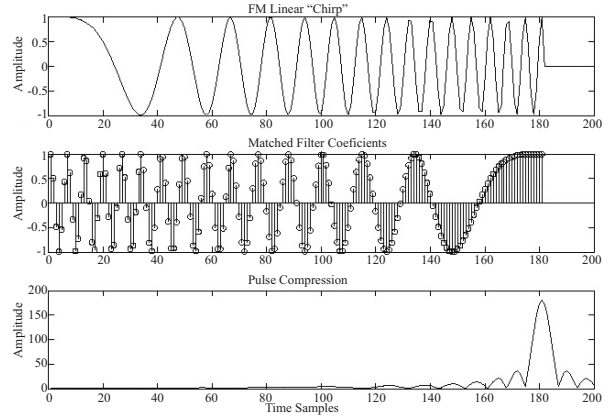 FM Linear “Chirp”
Amplitude
1
0.5
0
-0.5
-1
0 20 40 60 80 100 120 140 160 180 200
Matched Filter Coeficients
Amplitude
1
0.5
0
-0.5
-1
0 20 40 60 80 100 120 140 160 180 200
Pulse Compression
Amplitude
200
150
100
50
0
0 20 40 60 80 100 120 140 160 180 200
Time Samples